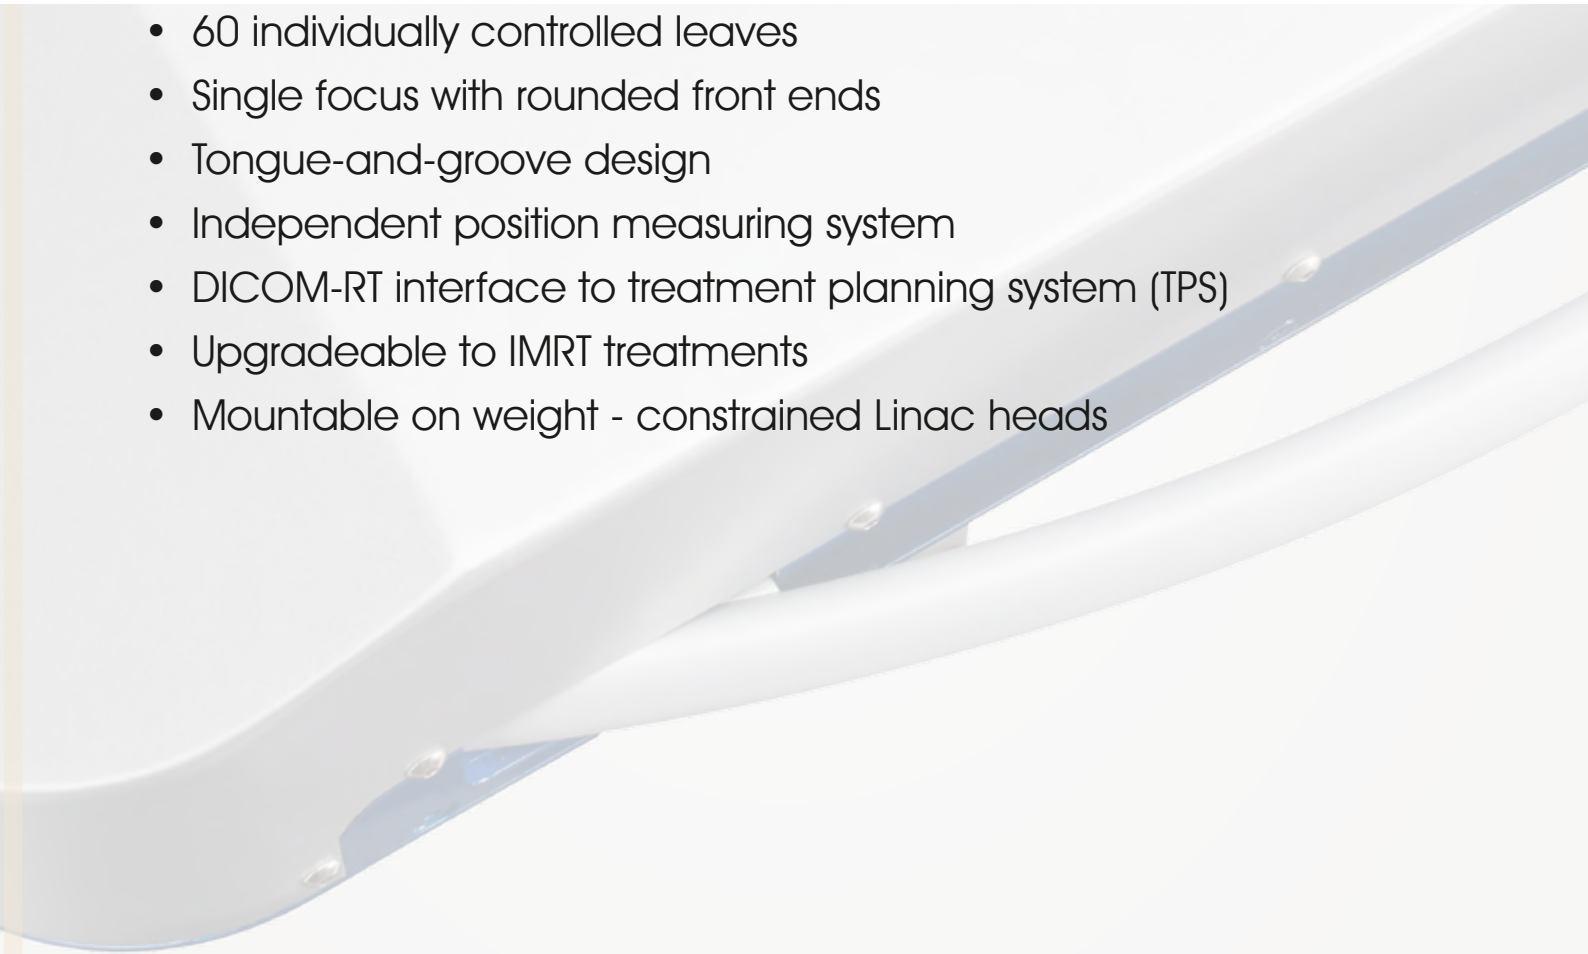 • 60 individually controlled leaves
• Single focus with rounded front ends
• Tongue-and-groove design
• Independent position measuring system
• DICOM-RT interface to treatment planning system (TPS)
• Upgradeable to IMRT treatments
• Mountable on weight - constrained Linac heads